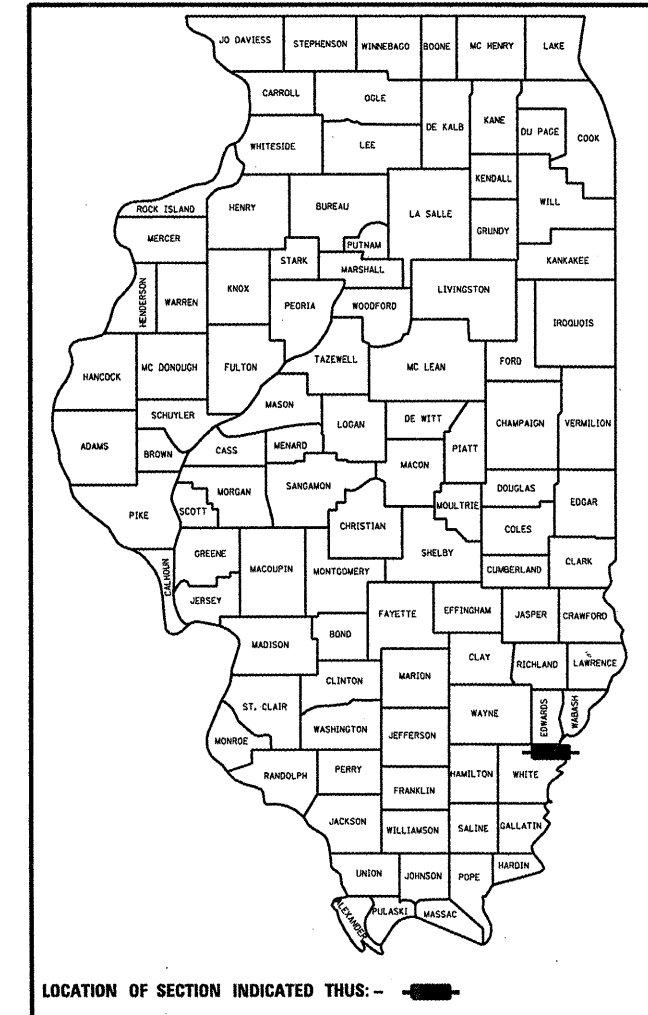 JO DAVIESS STEPHENSON WINNEBAGO BOONE MC HENRY LAKE
CARROLL OGLE DE KALB KANE DU PAGE COOK
WHITESIDE LEE KENDALL WILL
ROCK ISLAND HENRY BUREAU LA SALLE GRUNDY
MERCER PUTNAM KANKAKEE
STARK MARSHALL
HENDERSON WARREN KNOX PEORIA WOODFORD LIVINGSTON IROQUOIS
HANCOCK MC DONOUGH FULTON TAZEWELL MC LEAN FORD
SCHUYLER MASON LOGAN DE WITT CHAMPAIGN VERMILION
ADAMS BROWN CASS MENARD MACON PIATT
PIKE SCOTT MORGAN SANGAMON CHRISTIAN MOULTRIE DOUGLAS EDGAR
COLES
GREENE MACOUPIN MONTGOMERY SHELBY CUMBERLAND CLARK
CALHOUN JERSEY FAYETTE EFFINGHAM JASPER CRAWFORD
MADISON BOND CLAY RICHLAND LAWRENCE
ST. CLAIR CLINTON MARION WAYNE EDWARDS WABASH
MONROE WASHINGTON JEFFERSON
RANDOLPH PERRY FRANKLIN HAMILTON WHITE
JACKSON WILLIAMSON SALINE GALLATIN
UNION JOHNSON POPE HARDIN
ALEXANDER PULASKI MASSAC
LOCATION OF SECTION INDICATED THUS: -